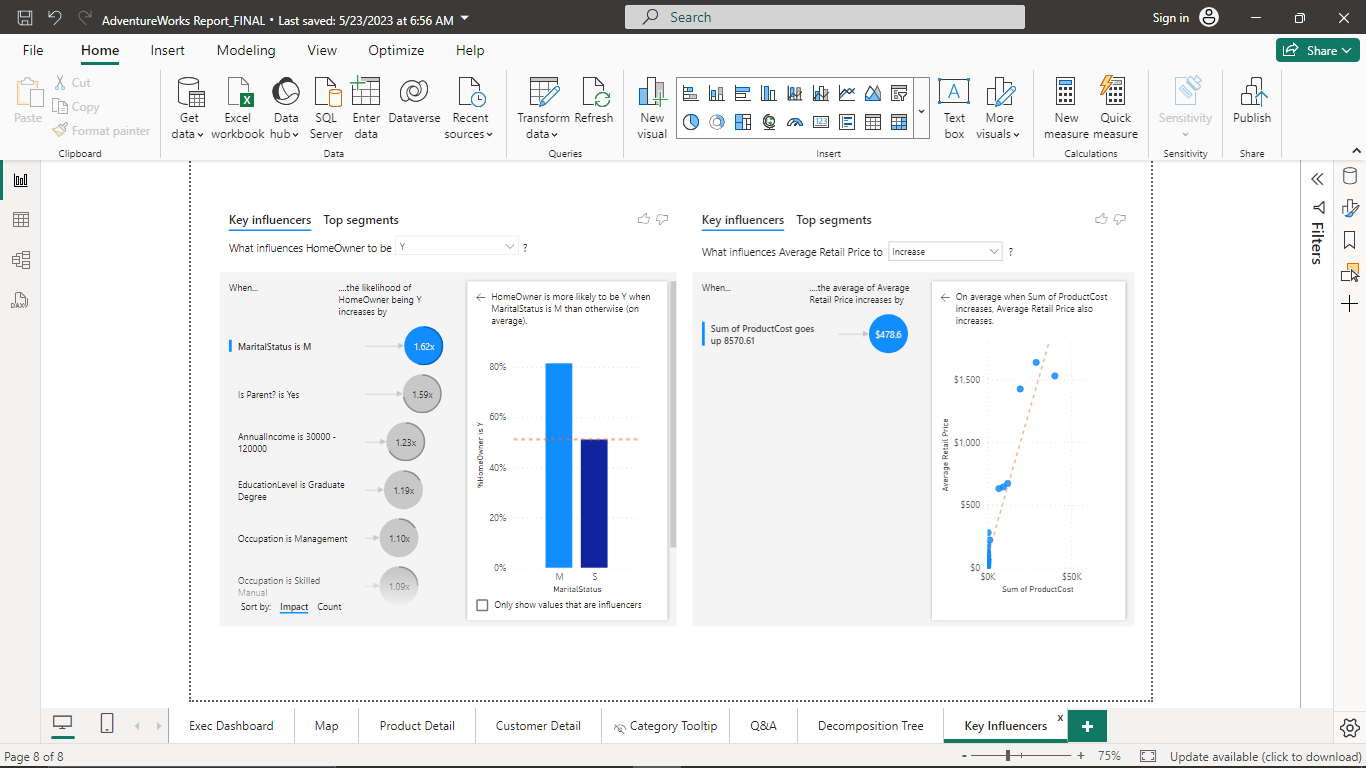 AdventureWorks Report_FINAL • Last saved: 5/23/2023 at 6:56 AM
Search
Sign in
File
Home
Insert
Modeling
View
Optimize
Help
Share
Paste
Cut
Copy
Format painter
Clipboard
Get
data
Excel
workbook
Data
hub
SQL
Server
Enter
data
Dataverse
Recent
sources
Data
Transform
data
Refresh
Queries
New
visual
123
A
Text
box
More
visuals
Insert
New
measure
Quick
measure
Calculations
Sensitivity
Sensitivity
Publish
Share
DAX
Key influencers
Top segments
What influences HomeOwner to be
Y
?
When...
....the likelihood of
HomeOwner being Y
increases by
MaritalStatus is M
1.62x
Is Parent? is Yes
1.59x
AnnualIncome is 30000 -
120000
1.23x
EducationLevel is Graduate
Degree
1.19x
Occupation is Management
1.10x
Occupation is Skilled
Manual
1.09x
Sort by:
Impact
Count
HomeOwner is more likely to be Y when
MaritalStatus is M than otherwise (on
average).
80%
60%
40%
20%
0%
%HomeOwner is Y
M
S
MaritalStatus
Only show values that are influencers
Key influencers
Top segments
What influences Average Retail Price to
Increase
?
When...
....the average of Average
Retail Price increases by
Sum of ProductCost goes
up 8570.61
$478.6
On average when Sum of ProductCost
increases, Average Retail Price also
increases.
$1,500
$1,000
$500
$0
Average Retail Price
$0K
$50K
Sum of ProductCost
Filters
Exec Dashboard
Map
Product Detail
Customer Detail
Category Tooltip
Q&A
Decomposition Tree
Key Influencers
x
+
Page 8 of 8
-
+
75%
Update available (click to download)